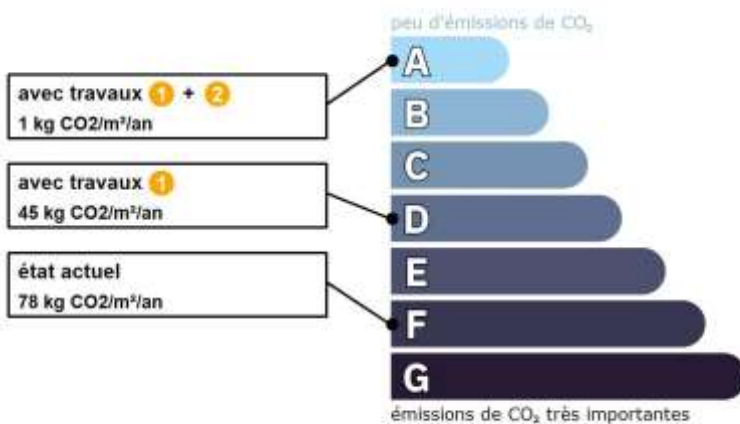 peu d'émissions de CO₂
A
avec travaux 1 + 2
1 kg CO2/m²/an
B
C
avec travaux 1
45 kg CO2/m²/an
D
E
état actuel
78 kg CO2/m²/an
F
G
émissions de CO₂ très importantes